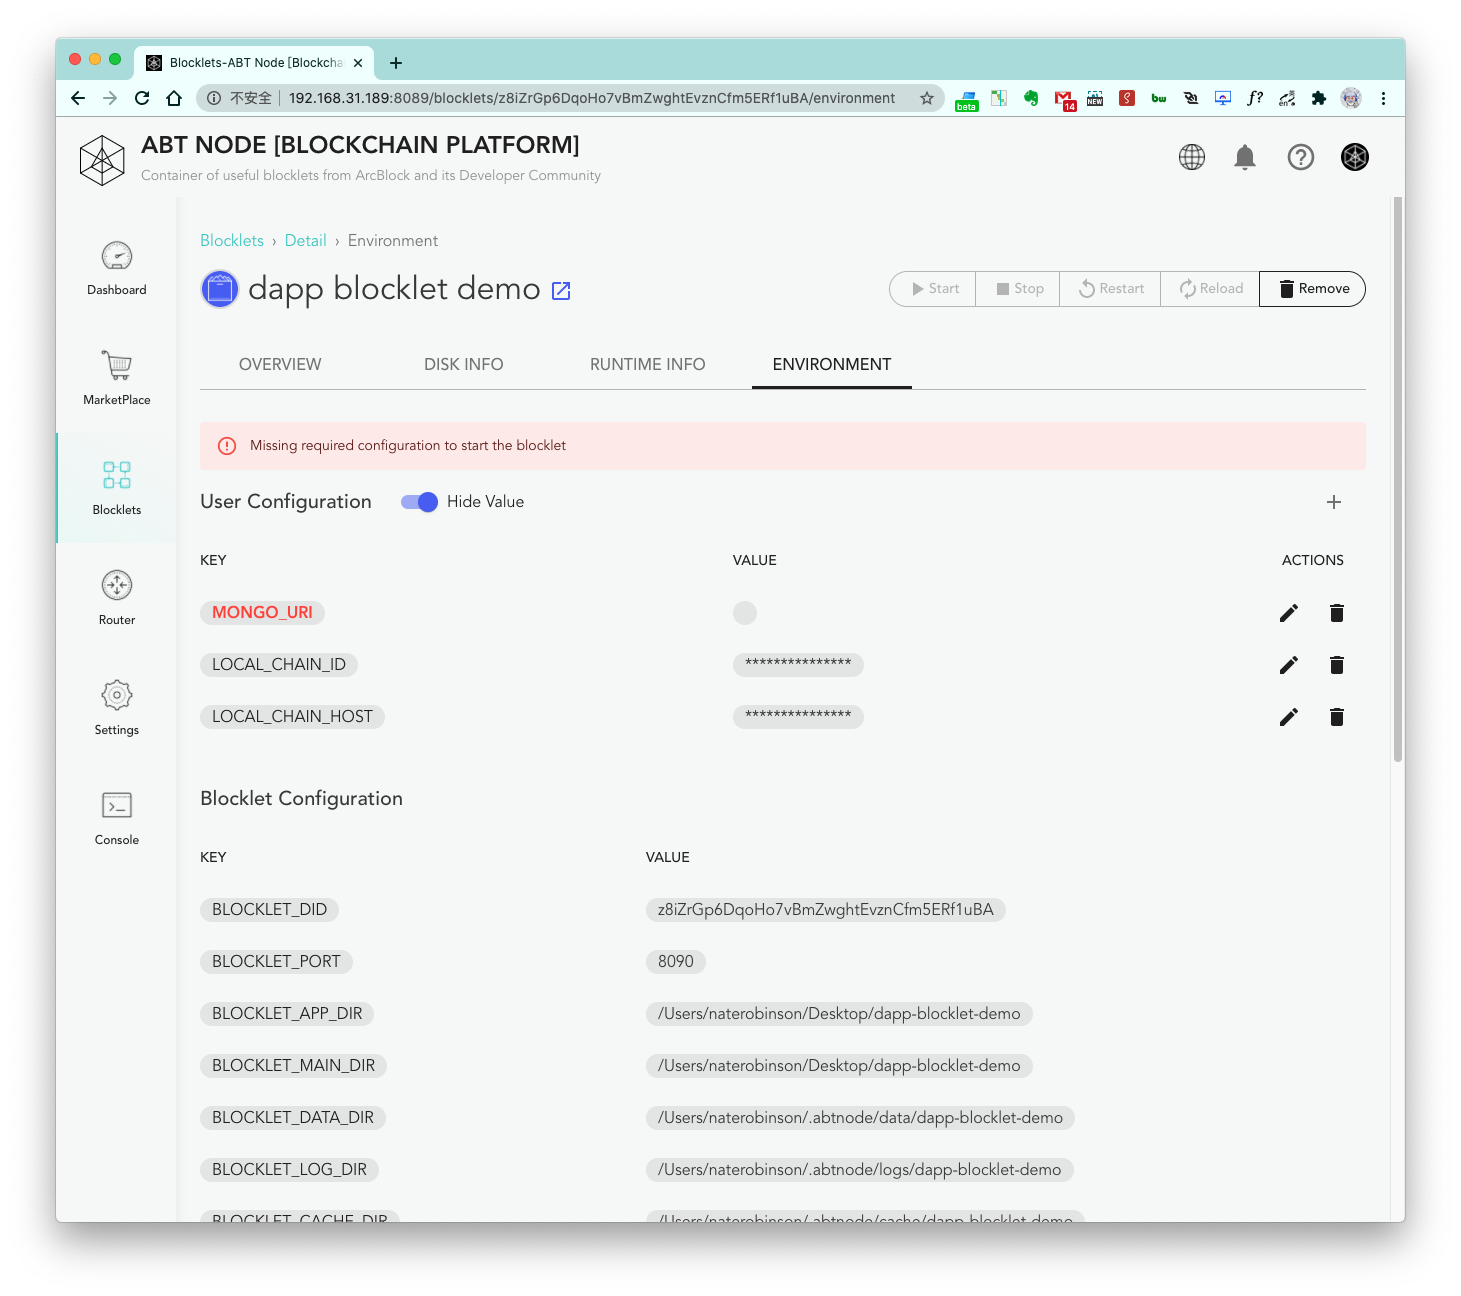 Blocklets-ABT Node [Blockcha
不安全 192.168.31.189:8089/blocklets/z8iZrGp6DqoHo7vBmZwghtEvznCfm5ERf1uBA/environment
beta
14
NEW
bw
f?
en
ABT NODE [BLOCKCHAIN PLATFORM]
Container of useful blocklets from ArcBlock and its Developer Community
Dashboard
MarketPlace
Blocklets
Router
Settings
Console
Blocklets › Detail › Environment
dapp blocklet demo
Start Stop Restart Reload Remove
OVERVIEW DISK INFO RUNTIME INFO ENVIRONMENT
Missing required configuration to start the blocklet
User Configuration Hide Value
KEY VALUE ACTIONS
MONGO_URI
LOCAL_CHAIN_ID ***************
LOCAL_CHAIN_HOST ***************
Blocklet Configuration
KEY VALUE
BLOCKLET_DID z8iZrGp6DqoHo7vBmZwghtEvznCfm5ERf1uBA
BLOCKLET_PORT 8090
BLOCKLET_APP_DIR /Users/naterobinson/Desktop/dapp-blocklet-demo
BLOCKLET_MAIN_DIR /Users/naterobinson/Desktop/dapp-blocklet-demo
BLOCKLET_DATA_DIR /Users/naterobinson/.abtnode/data/dapp-blocklet-demo
BLOCKLET_LOG_DIR /Users/naterobinson/.abtnode/logs/dapp-blocklet-demo
BLOCKLET_CACHE_DIR /Users/naterobinson/.abtnode/cache/dapp-blocklet-demo